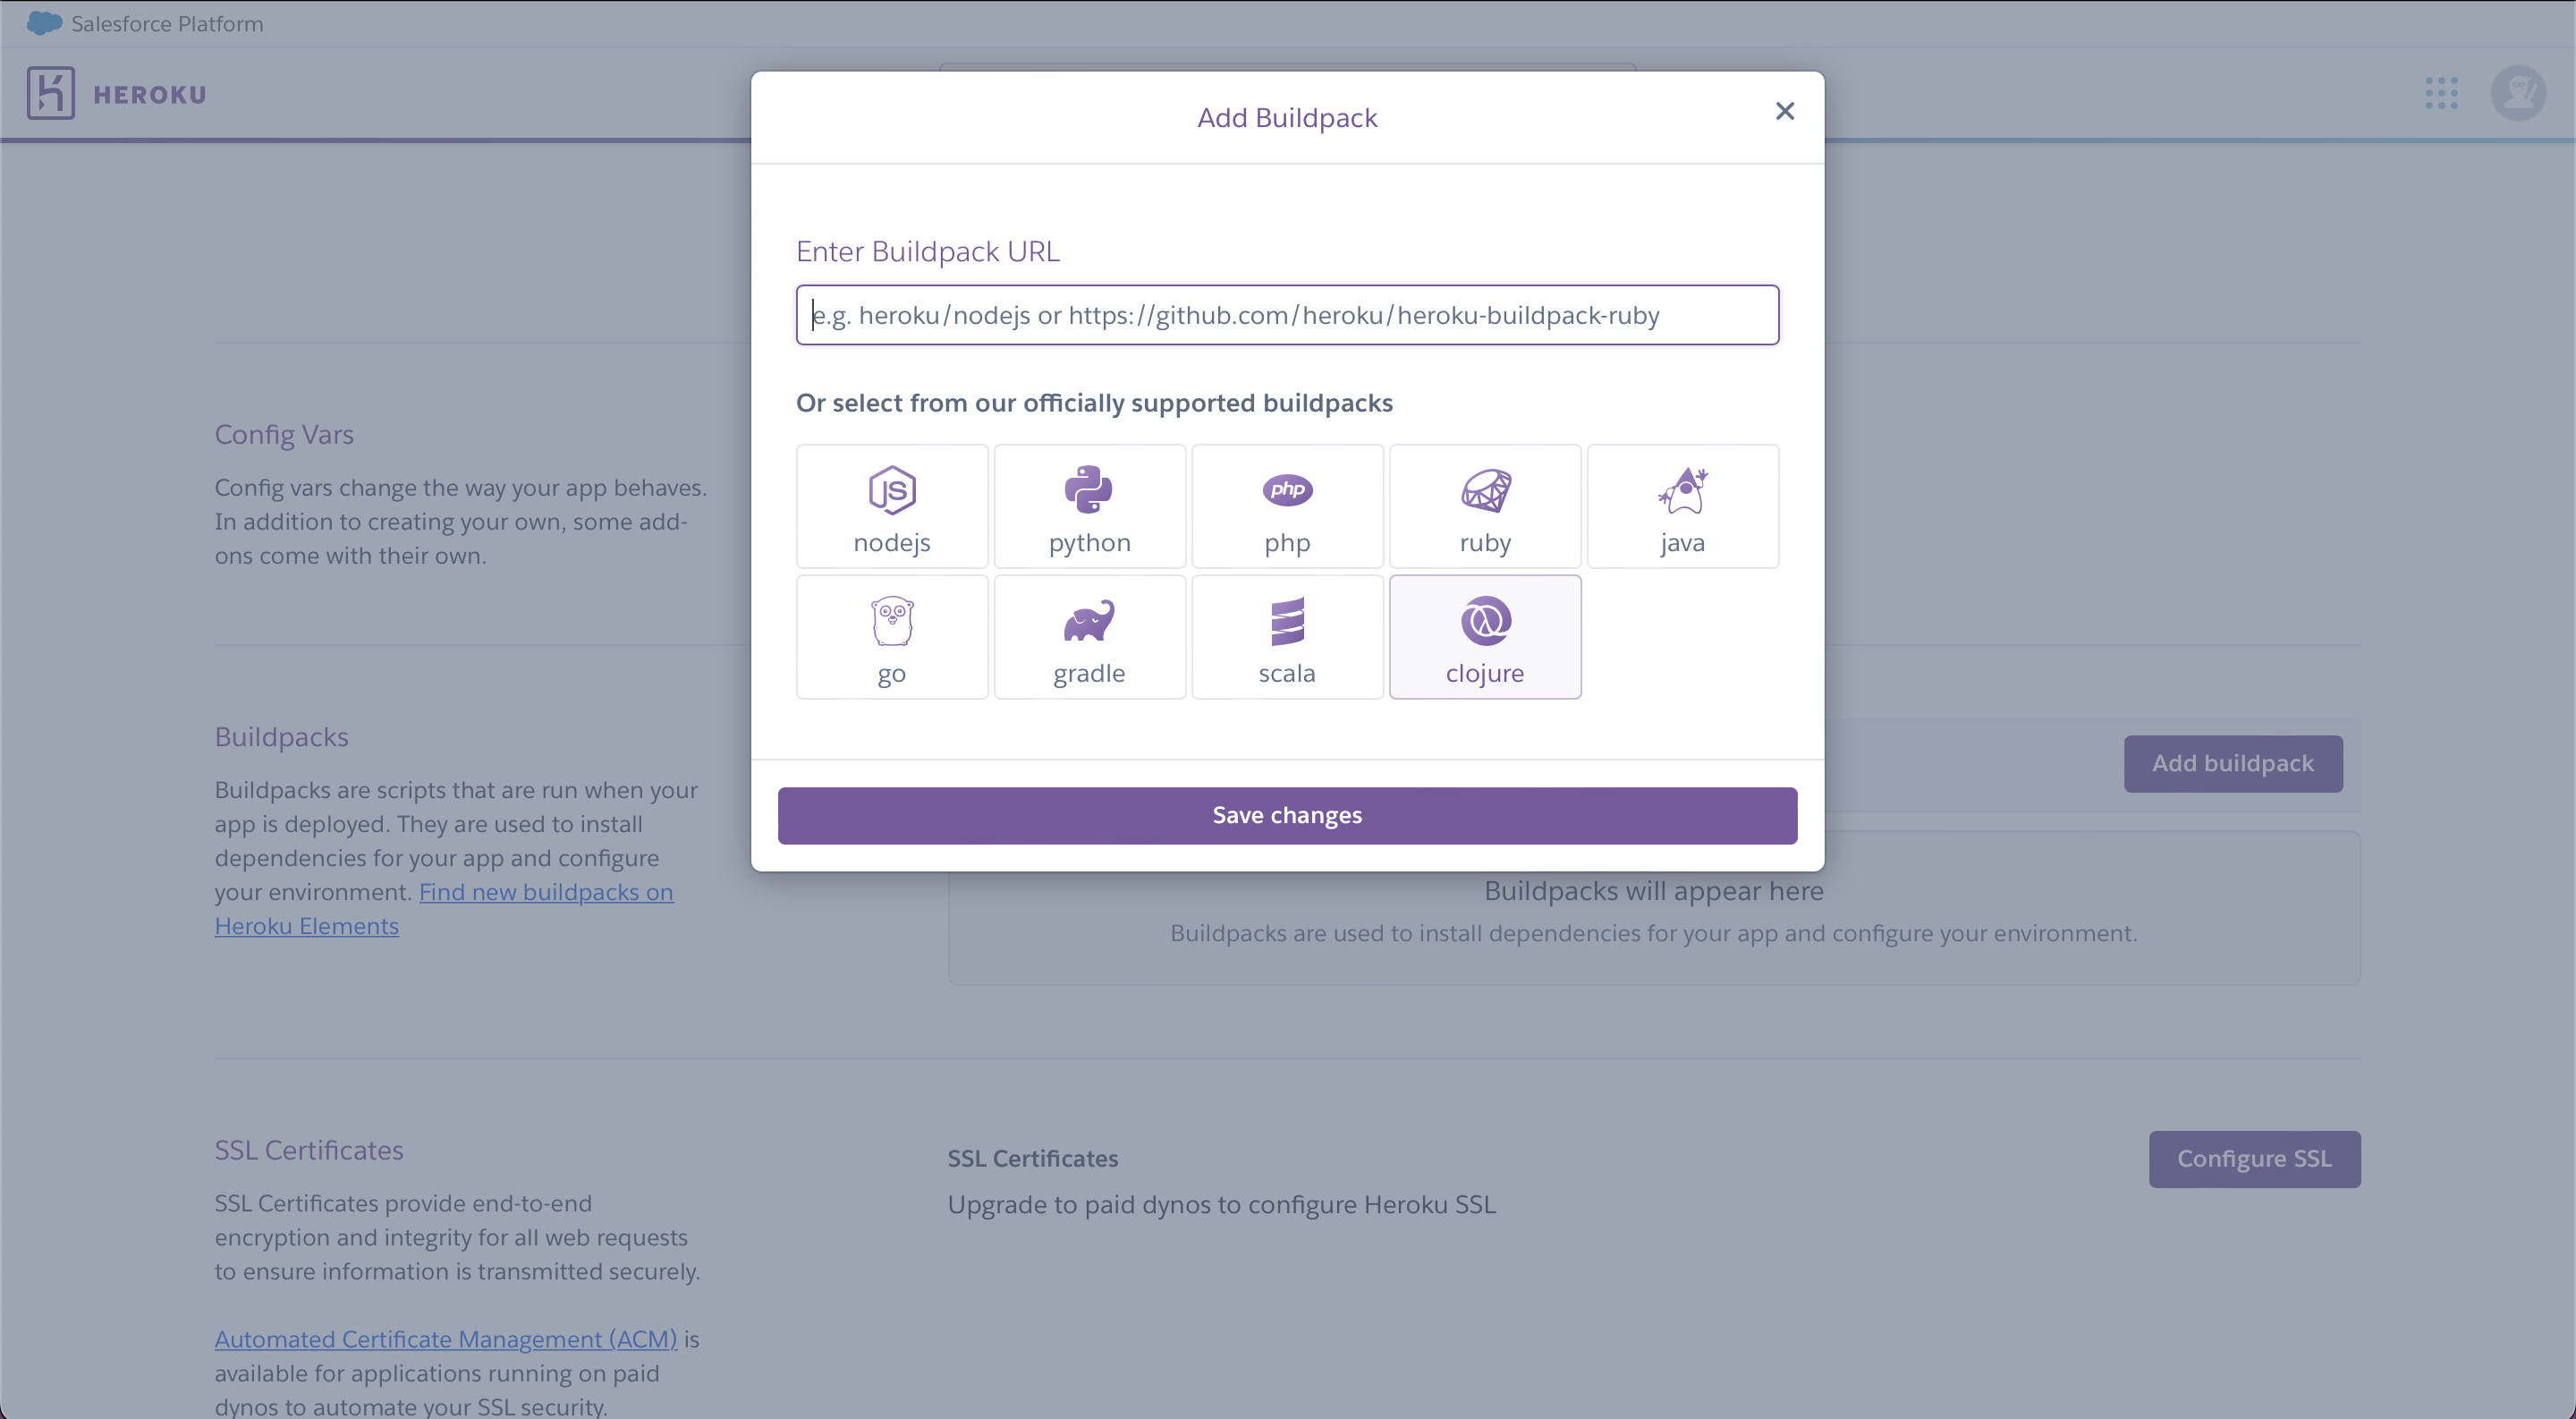 Salesforce Platform
HEROKU
Add Buildpack
Enter Buildpack URL
e.g. heroku/nodejs or https://github.com/heroku/heroku-buildpack-ruby
Or select from our officially supported buildpacks
JS
php
nodejs
python
php
ruby
java
go
gradle
scala
clojure
Save changes
Config Vars
Config vars change the way your app behaves.
In addition to creating your own, some add-
ons come with their own.
Buildpacks
Buildpacks are scripts that are run when your
app is deployed. They are used to install
dependencies for your app and configure
your environment. Find new buildpacks on
Heroku Elements
Add buildpack
Buildpacks will appear here
Buildpacks are used to install dependencies for your app and configure your environment.
SSL Certificates
SSL Certificates provide end-to-end
encryption and integrity for all web requests
to ensure information is transmitted securely.
Automated Certificate Management (ACM) is
available for applications running on paid
dynos to automate your SSL security.
SSL Certificates
Upgrade to paid dynos to configure Heroku SSL
Configure SSL